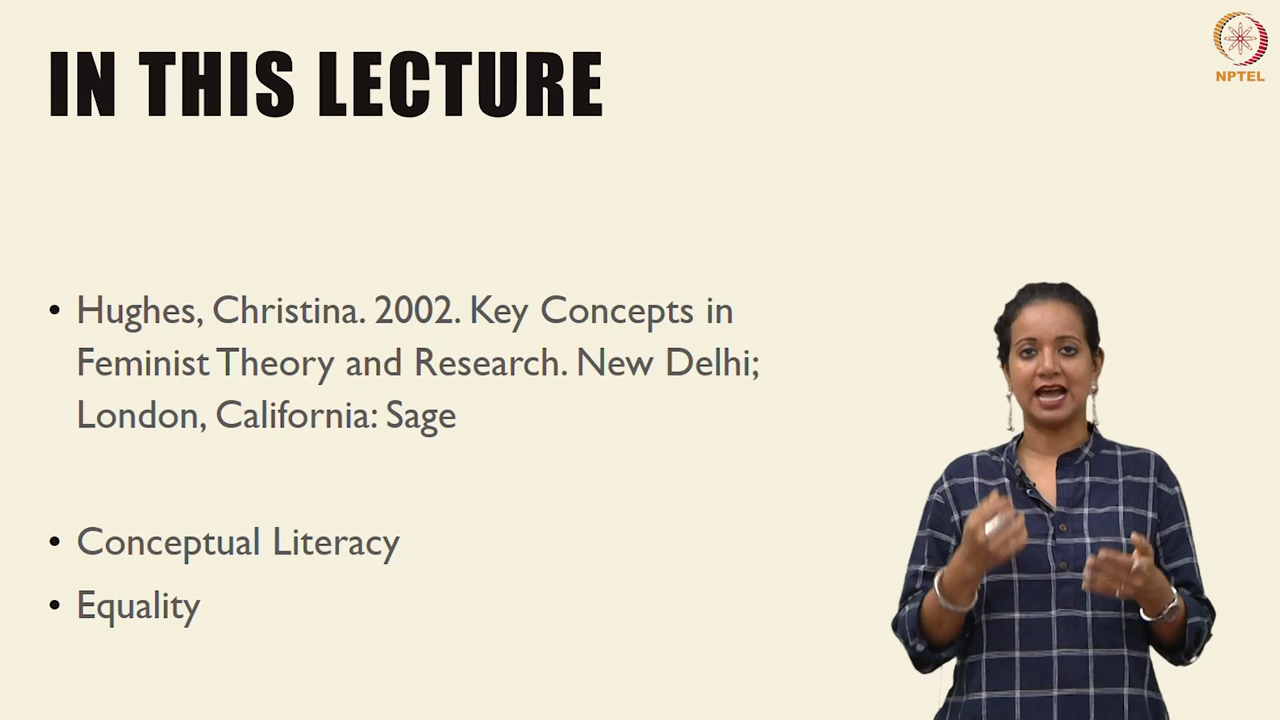 IN THIS LECTURE
NPTEL
• Hughes, Christina. 2002. Key Concepts in
Feminist Theory and Research. New Delhi;
London, California: Sage
• Conceptual Literacy
• Equality